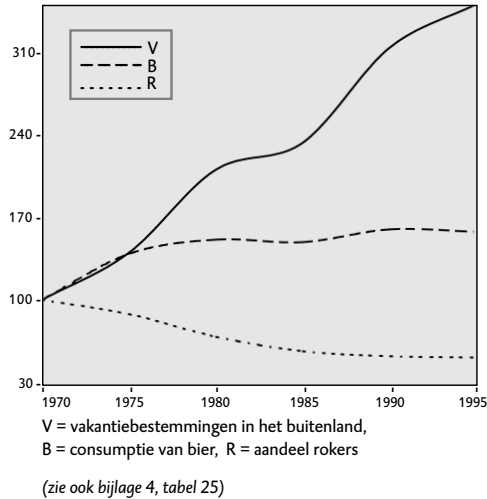 310
V
B
R
240
170
100
30
1970 1975 1980 1985 1990 1995
V = vakantiebestemmingen in het buitenland,
B = consumptie van bier, R = aandeel rokers
(zie ook bijlage 4, tabel 25)